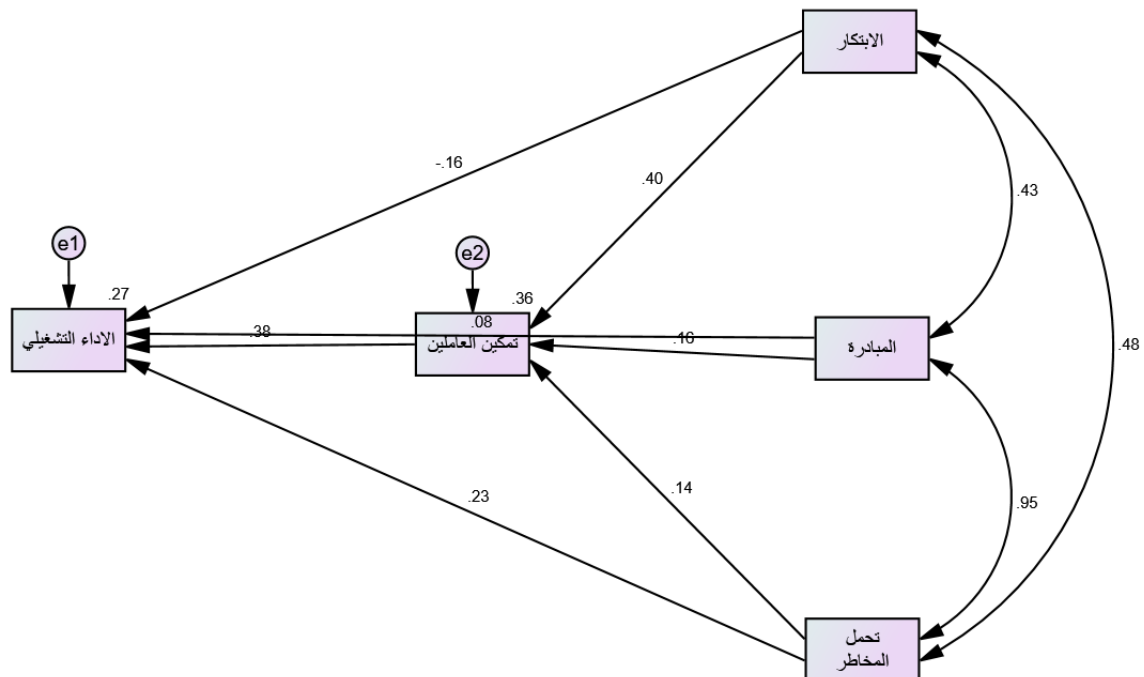 الابتكار
-.16
.40
.43
e1
e2
.27
.36
.08
.38
الاداء التشغيلي
تمكين العاملين
.16
المبادرة
.48
.23
.14
.95
تحمل
المخاطر